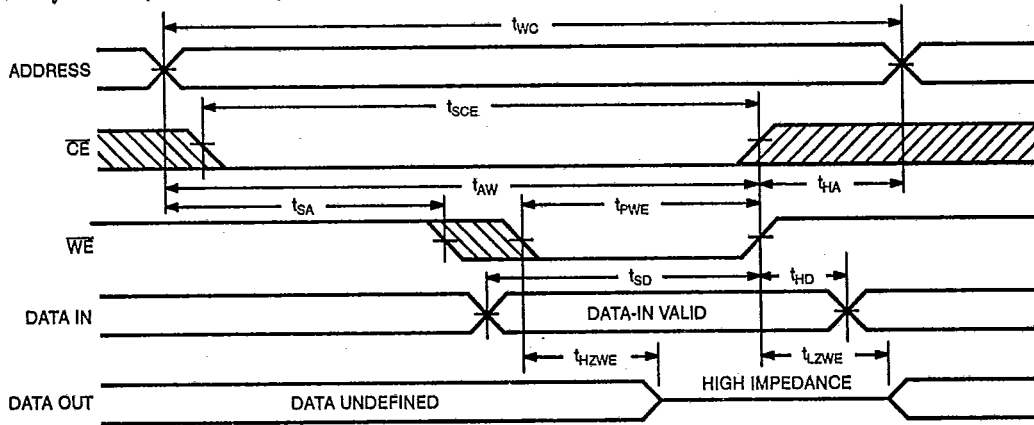 tWC
ADDRESS
tSCE
CE
tAW
tHA
tSA
tPWE
WE
tSD
tHD
DATA IN
DATA-IN VALID
tHZWE
tLZWE
HIGH IMPEDANCE
DATA OUT
DATA UNDEFINED